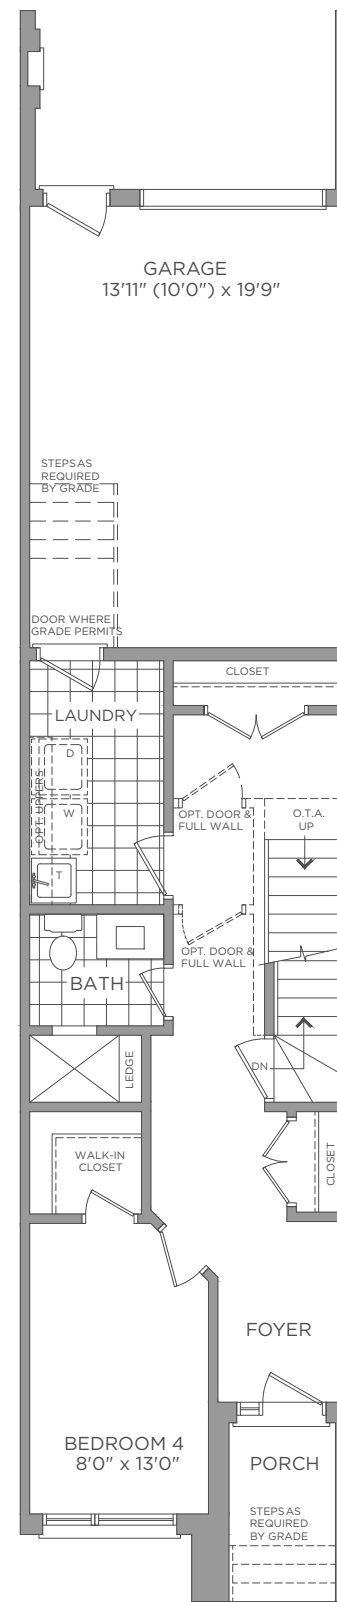 GARAGE
13'11" (10'0") x 19'9"
STEPS AS
REQUIRED
BY GRADE
DOOR WHERE
GRADE PERMITS
CLOSET
LAUNDRY
D
OPT. UPPERS
W
T
OPT. DOOR &
FULL WALL
O.T.A.
UP
OPT. DOOR &
FULL WALL
BATH
DN
LEDGE
WALK-IN
CLOSET
CLOSET
FOYER
BEDROOM 4
8'0" x 13'0"
PORCH
STEPS AS
REQUIRED
BY GRADE